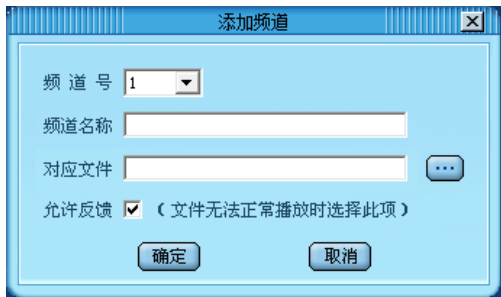 添加频道
频 道 号 1
频道名称
对应文件 ...
允许反馈 （文件无法正常播放时选择此项）
确定 取消